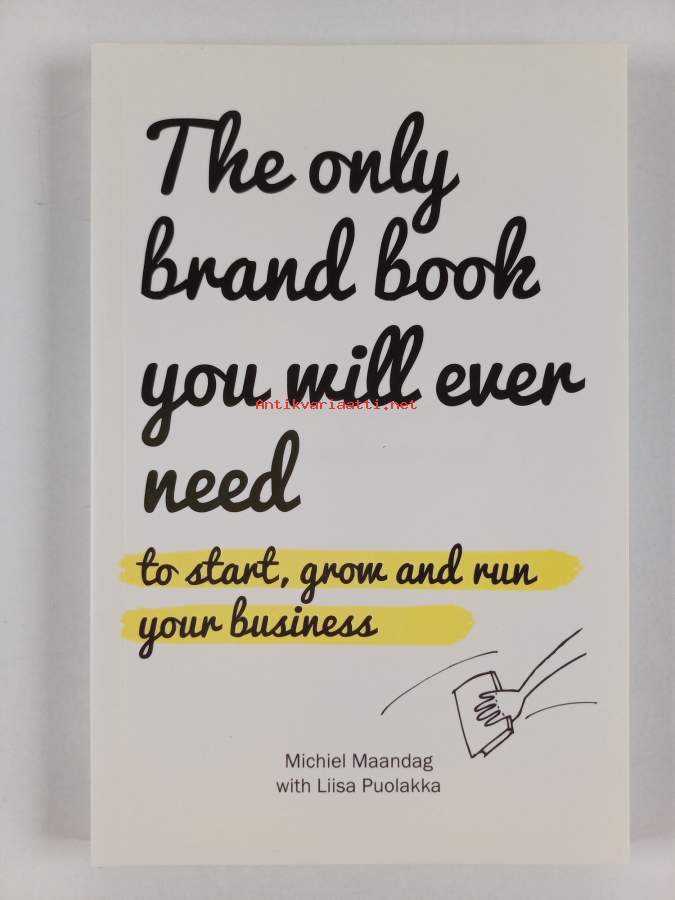 The only
brand book
you will ever
Antikvariaatti.net
need
to start, grow and run
your business
Michiel Maandag
with Liisa Puolakka